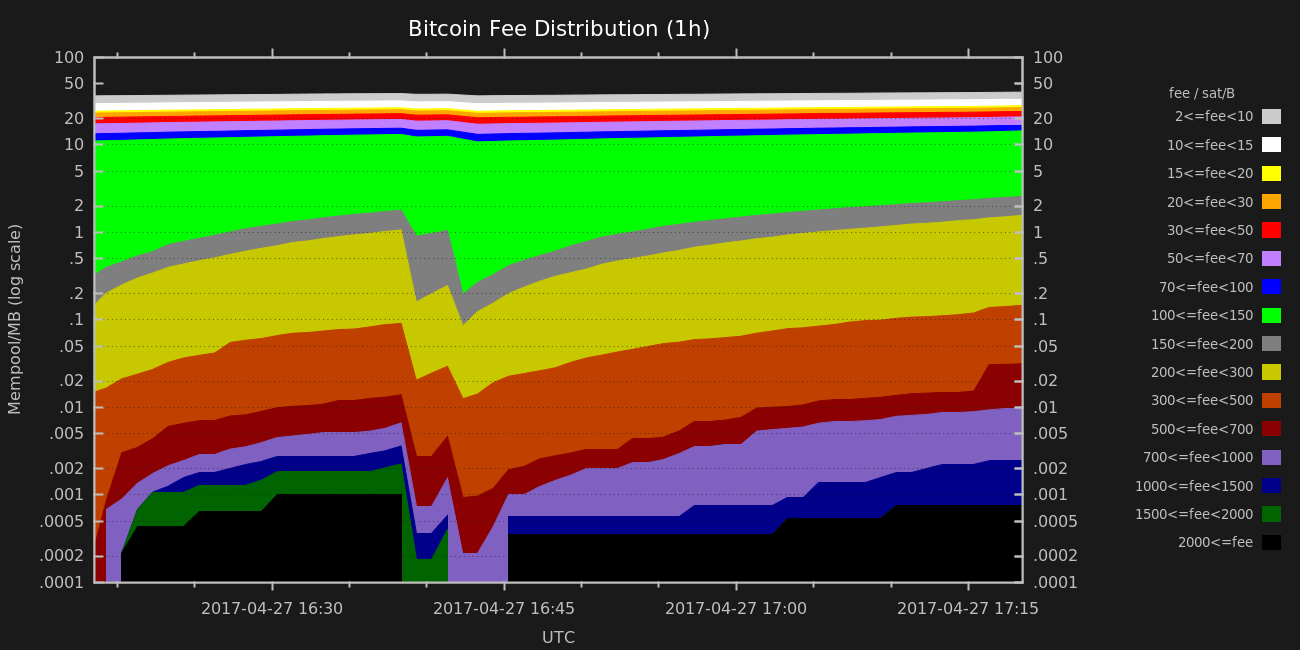 Bitcoin Fee Distribution (1h)
100
50
20
10
5
2
1
.5
.2
.1
.05
.02
.01
.005
.002
.001
.0005
.0002
.0001
Mempool/MB (log scale)
100
50
20
10
5
2
1
.5
.2
.1
.05
.02
.01
.005
.002
.001
.0005
.0002
.0001
2017-04-27 16:30
2017-04-27 16:45
2017-04-27 17:00
2017-04-27 17:15
UTC
fee / sat/B
2<=fee<10
10<=fee<15
15<=fee<20
20<=fee<30
30<=fee<50
50<=fee<70
70<=fee<100
100<=fee<150
150<=fee<200
200<=fee<300
300<=fee<500
500<=fee<700
700<=fee<1000
1000<=fee<1500
1500<=fee<2000
2000<=fee